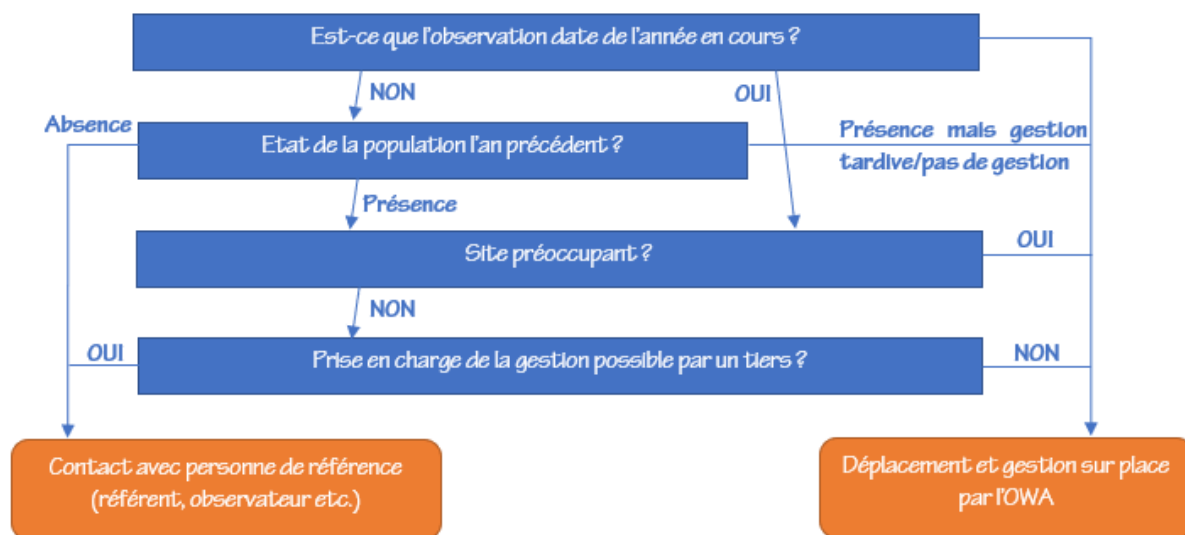 Est-ce que l'observation date de l'année en cours ?
NON
OUI
Absence
Etat de la population l'an précédent ?
Présence mais gestion
tardive/pas de gestion
Présence
Site préoccupant ?
OUI
NON
OUI
Prise en charge de la gestion possible par un tiers ?
NON
Contact avec personne de référence
(référent, observateur etc.)
Déplacement et gestion sur place
par l'OWA